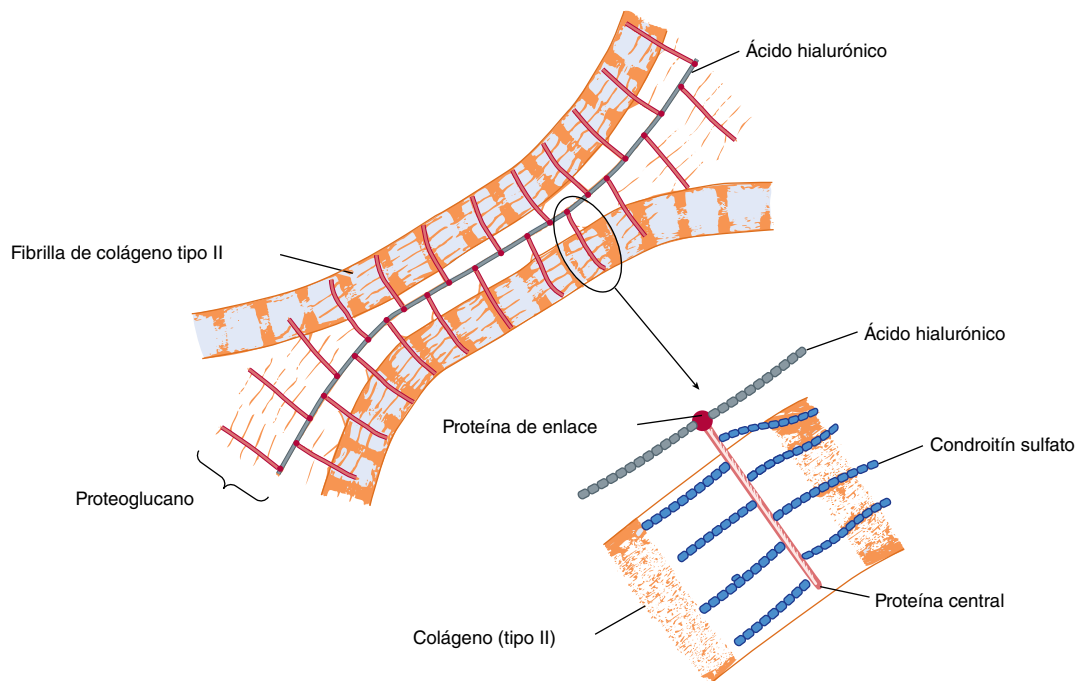 Ácido hialurónico
Fibrilla de colágeno tipo II
Ácido hialurónico
Proteína de enlace
Condroitín sulfato
Proteoglucano
Proteína central
Colágeno (tipo II)